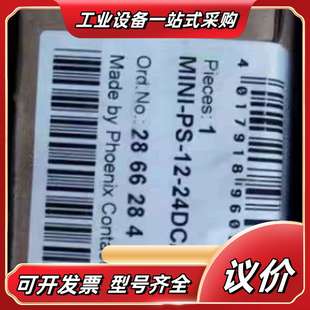 工业设备一站式采购
Pieces: 1
MINI-PS-12-24DC
Ord.No.: 28 66 28 4
Made by Phoenix Conta
4 017918 960
可开发票 型号齐全
议价